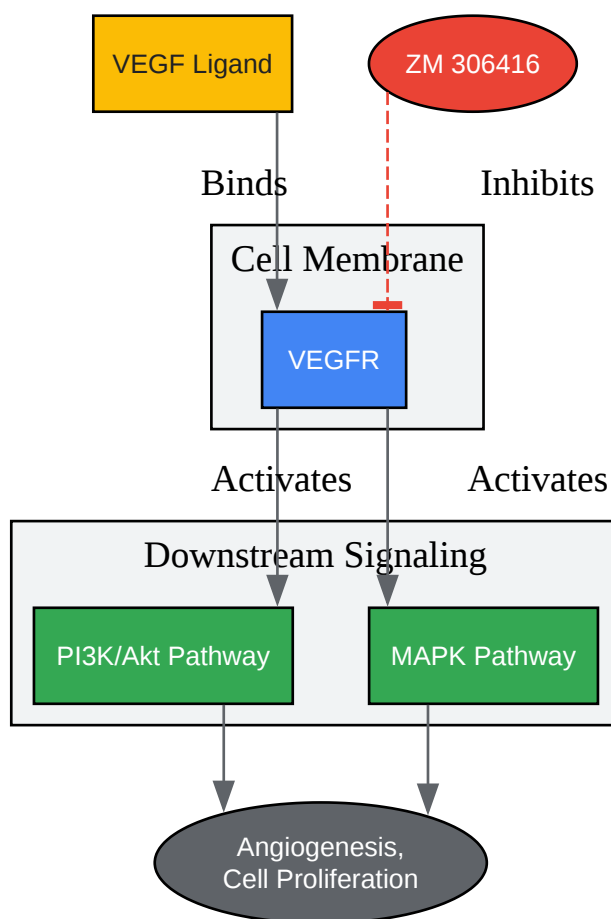 VEGF Ligand
ZM 306416
Binds
Inhibits
Cell Membrane
VEGFR
Activates
Activates
Downstream Signaling
PI3K/Akt Pathway
MAPK Pathway
Angiogenesis,
Cell Proliferation